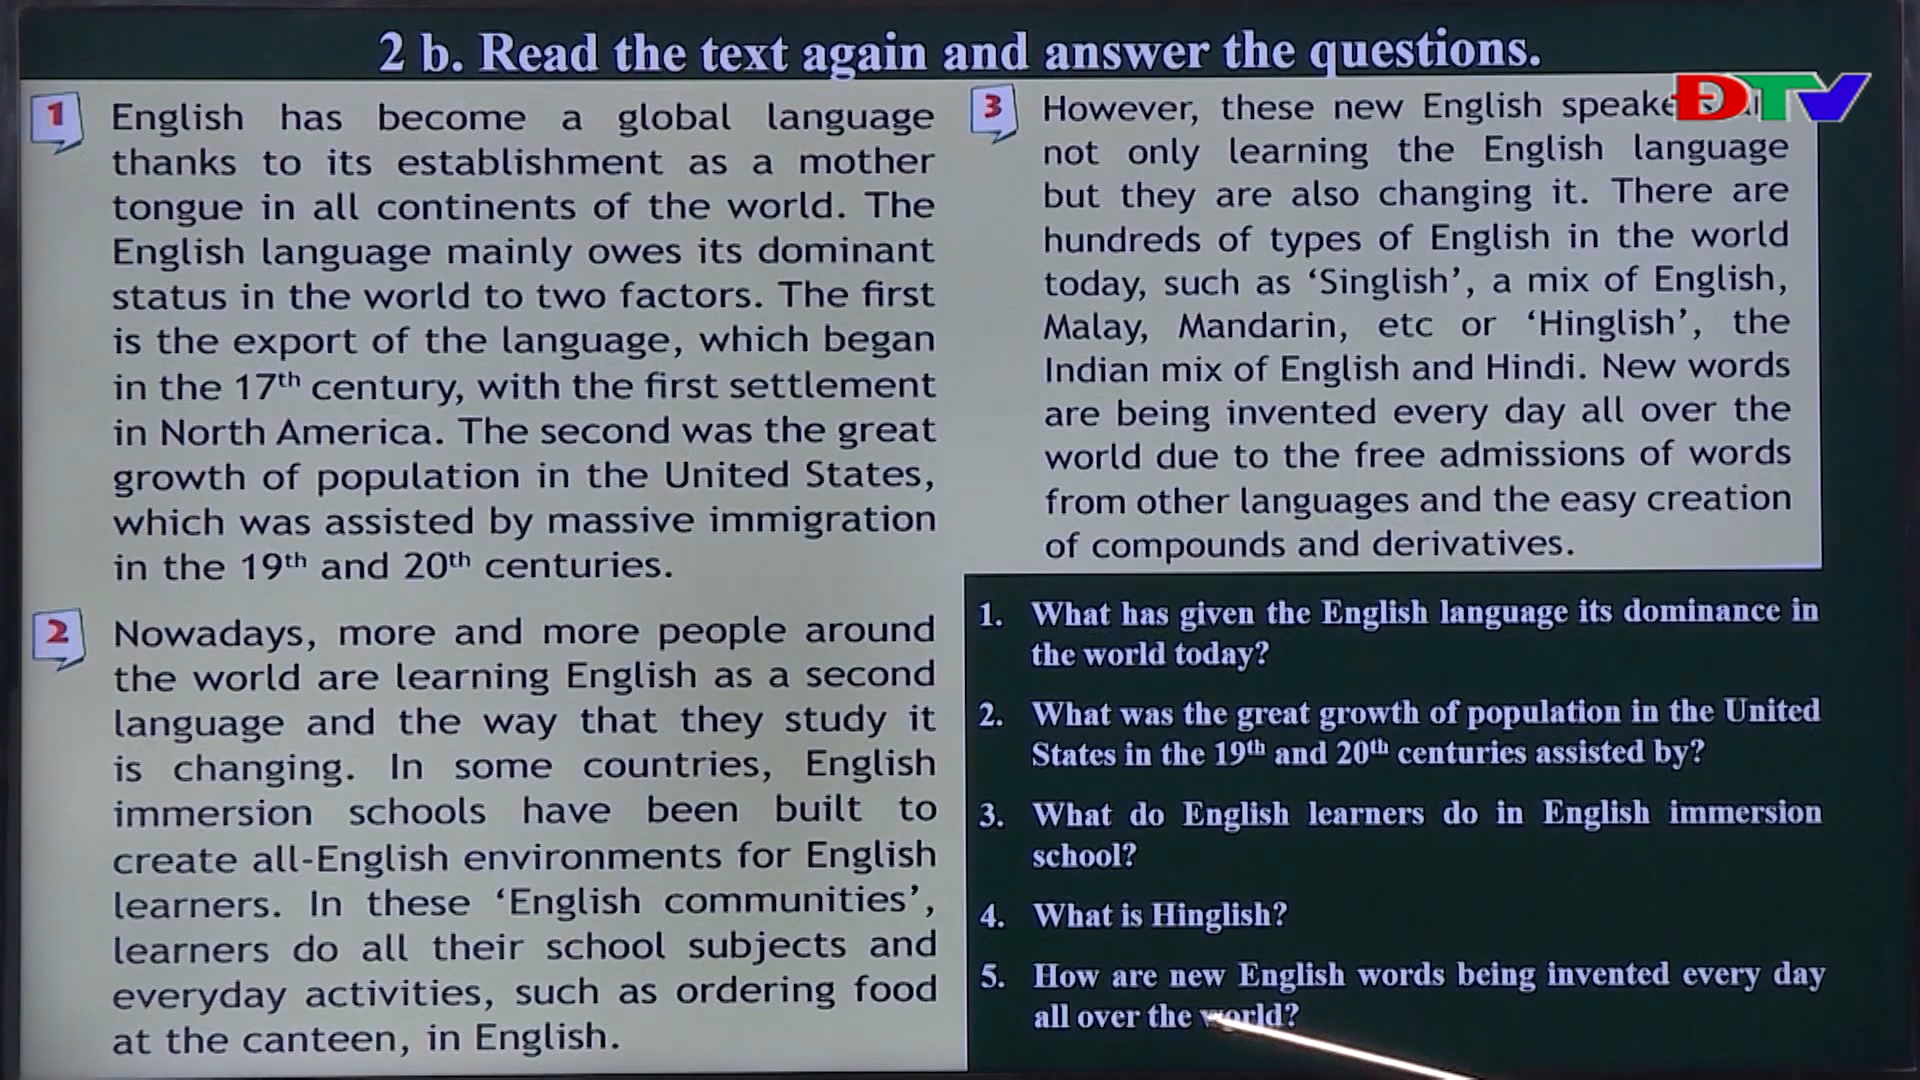 2 b. Read the text again and answer the questions.
1
English has become a global language
thanks to its establishment as a mother
tongue in all continents of the world. The
English language mainly owes its dominant
status in the world to two factors. The first
is the export of the language, which began
in the 17th century, with the first settlement
in North America. The second was the great
growth of population in the United States,
which was assisted by massive immigration
in the 19th and 20th centuries.
2
Nowadays, more and more people around
the world are learning English as a second
language and the way that they study it
is changing. In some countries, English
immersion schools have been built to
create all-English environments for English
learners. In these ‘English communities’,
learners do all their school subjects and
everyday activities, such as ordering food
at the canteen, in English.
3
However, these new English
not only learning the English language
but they are also changing it. There are
hundreds of types of English in the world
today, such as ‘Singlish’, a mix of English,
Malay, Mandarin, etc or ‘Hinglish’, the
Indian mix of English and Hindi. New words
are being invented every day all over the
world due to the free admissions of words
from other languages and the easy creation
of compounds and derivatives.
ĐTV
1. What has given the English language its dominance in
the world today?
2. What was the great growth of population in the United
States in the 19th and 20th centuries assisted by?
3. What do English learners do in English immersion
school?
4. What is Hinglish?
5. How are new English words being invented every day
all over the world?